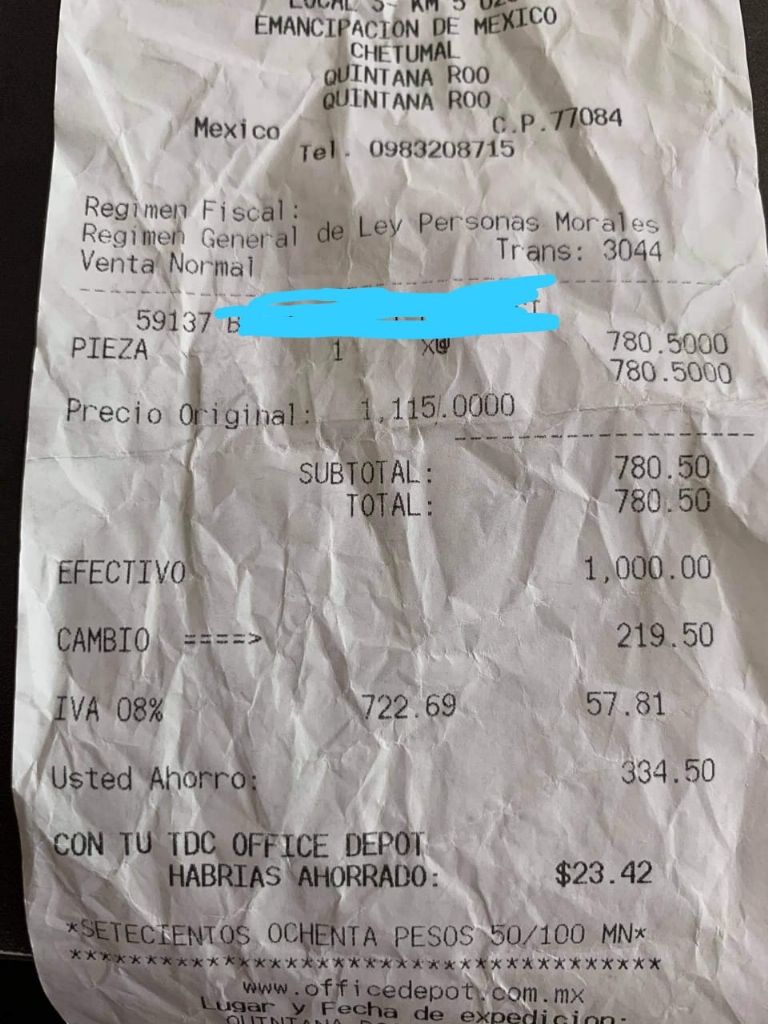 EMANCIPACION DE MEXICO
CHETUMAL
QUINTANA ROO
QUINTANA ROO
Mexico C.P.77084
Tel. 0983208715
Regimen Fiscal:
Regimen General de Ley Personas Morales
Venta Normal Trans: 3044
59137 B
PIEZA 1 X@ 780.5000
780.5000
Precio Original: 1,115.0000
SUBTOTAL: 780.50
TOTAL: 780.50
EFECTIVO 1,000.00
CAMBIO ====> 219.50
IVA 08% 722.69 57.81
Usted Ahorro: 334.50
CON TU TDC OFFICE DEPOT
HABRIAS AHORRADO: $23.42
*SETECIENTOS OCHENTA PESOS 50/100 MN*
****************************************
www.officedepot.com.mx
Lugar y Fecha de expedicion: